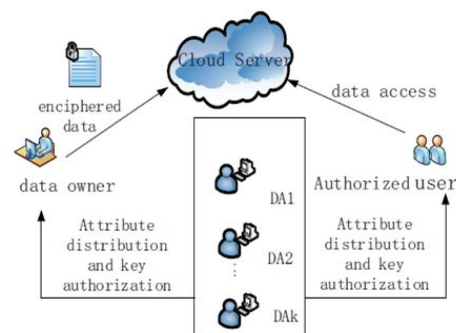 Cloud Server
enciphered
data
data access
data owner
Authorized user
DA1
Attribute
distribution
and key
authorization
DA2
⋮
DAk
Attribute
distribution
and key
authorization